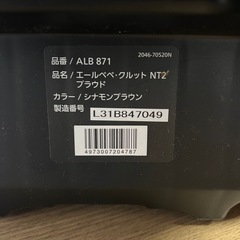 2046-70520N
品番 / ALB 871
品名 / エールベベ・クルット NT2
プラウド
カラー / シナモンブラウン
製造番号 L31B847049
4973007204787